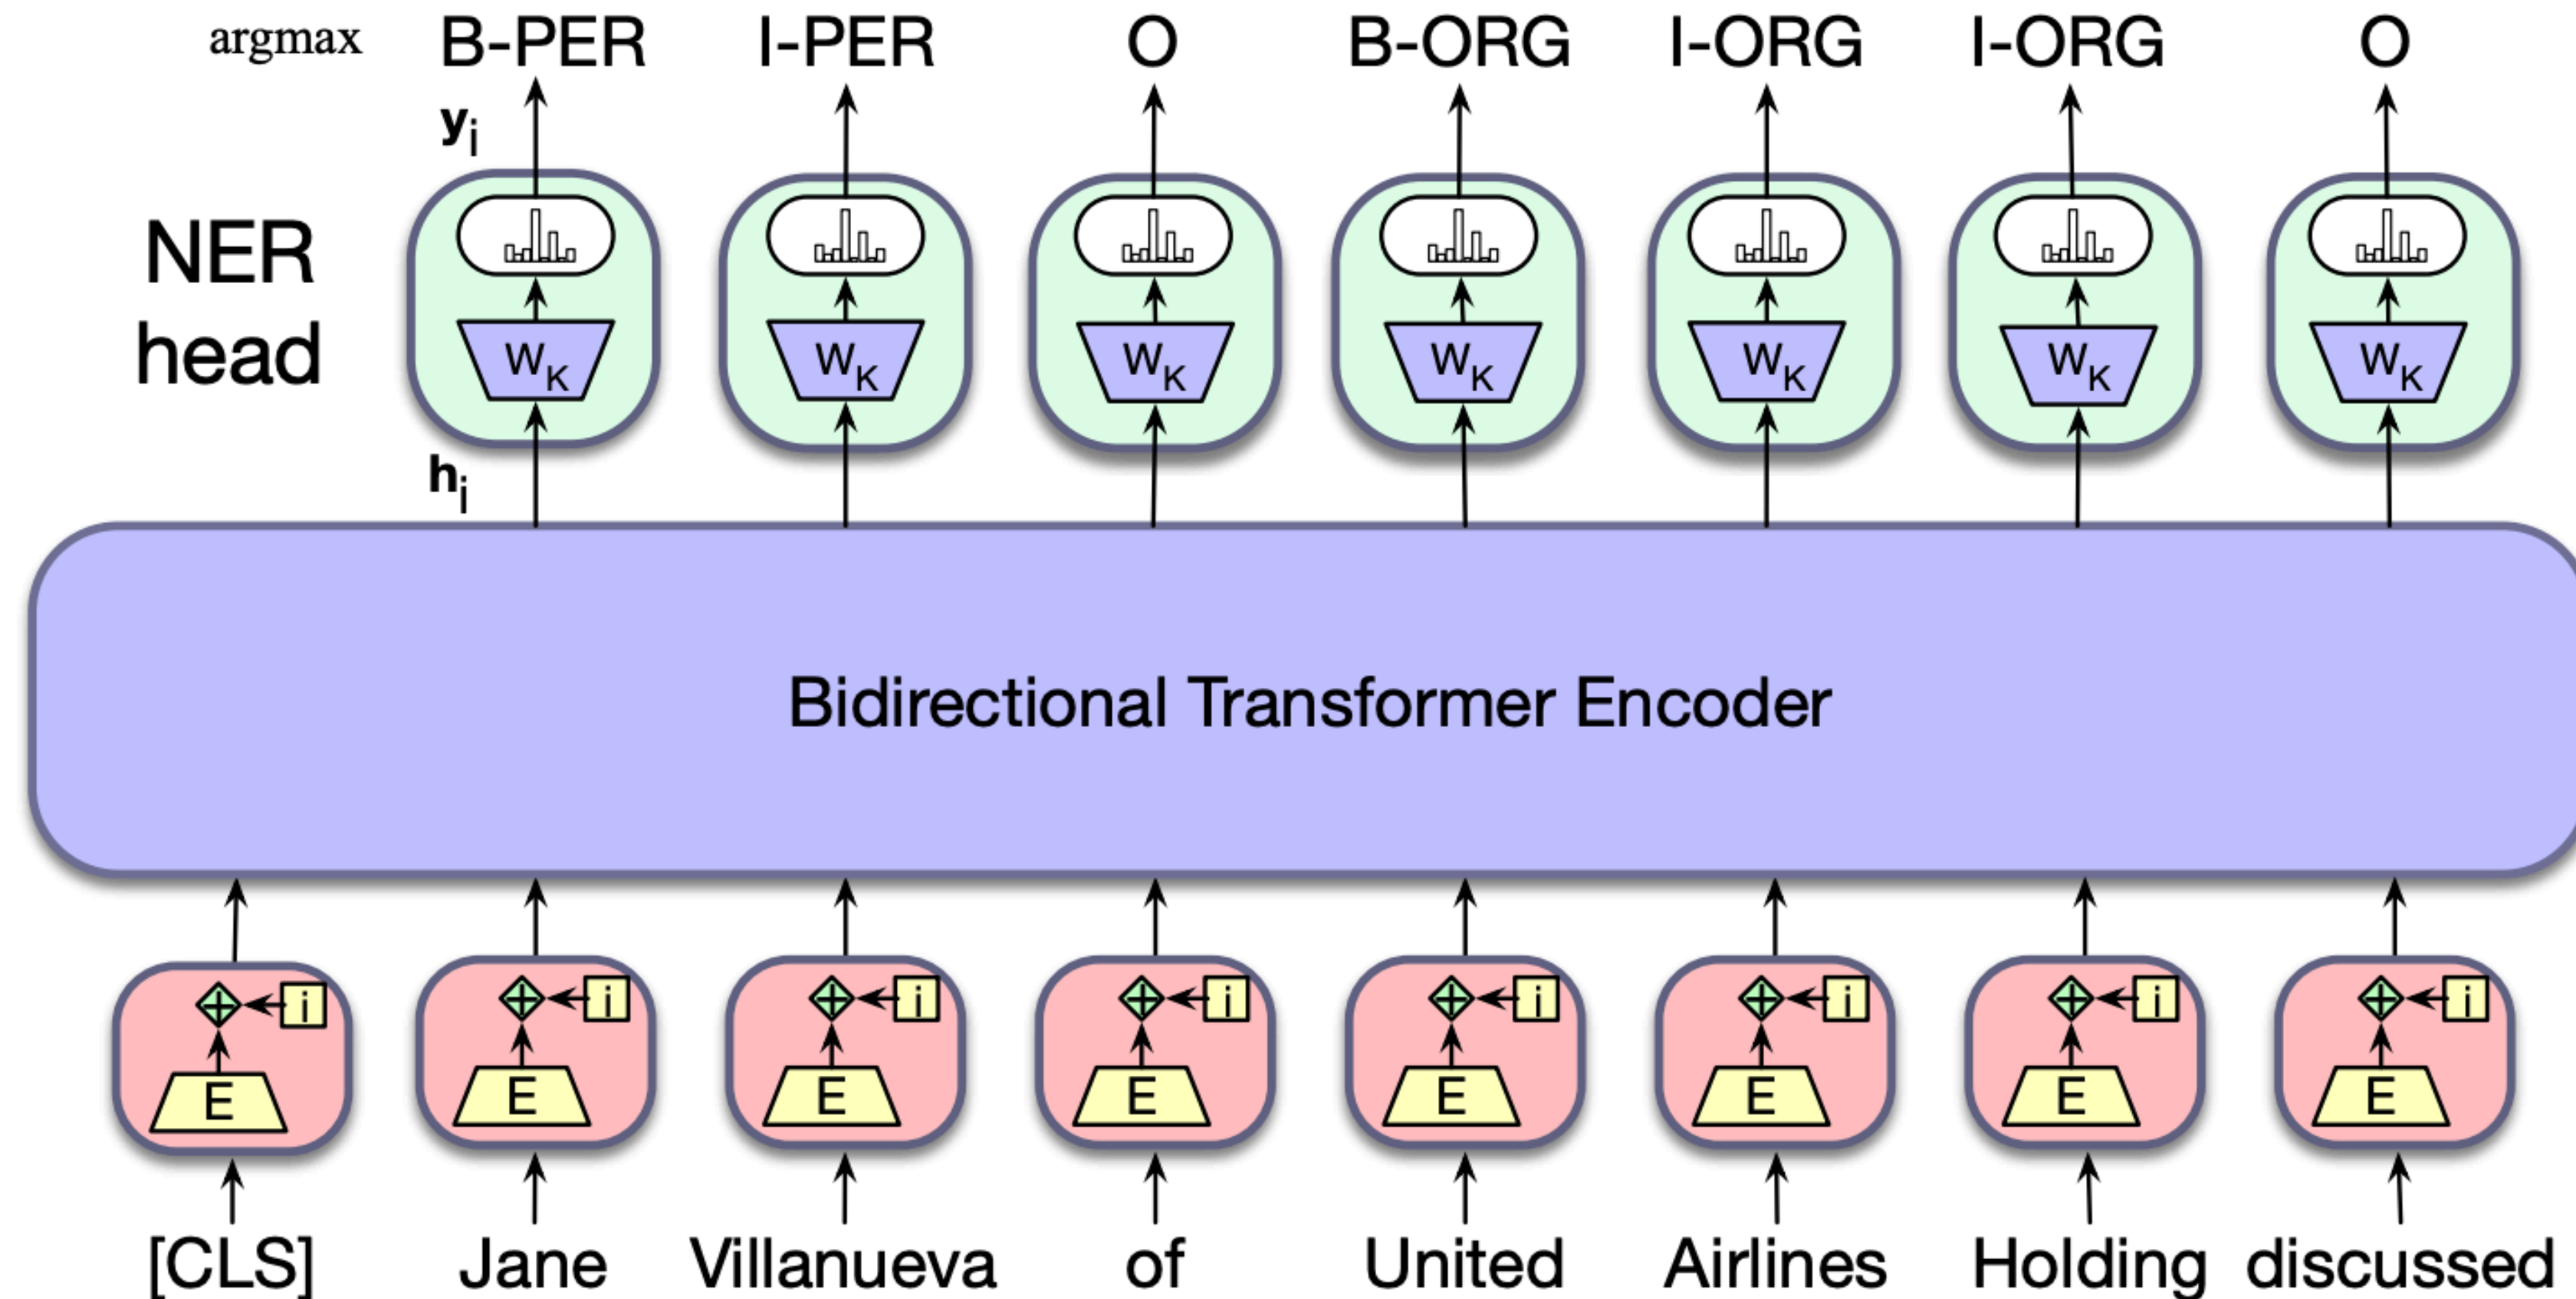 argmax B-PER I-PER O B-ORG I-ORG I-ORG O
yi
NER
head
WK WK WK WK WK WK WK
hi
Bidirectional Transformer Encoder
i i i i i i i i
E E E E E E E E
[CLS] Jane Villanueva of United Airlines Holding discussed